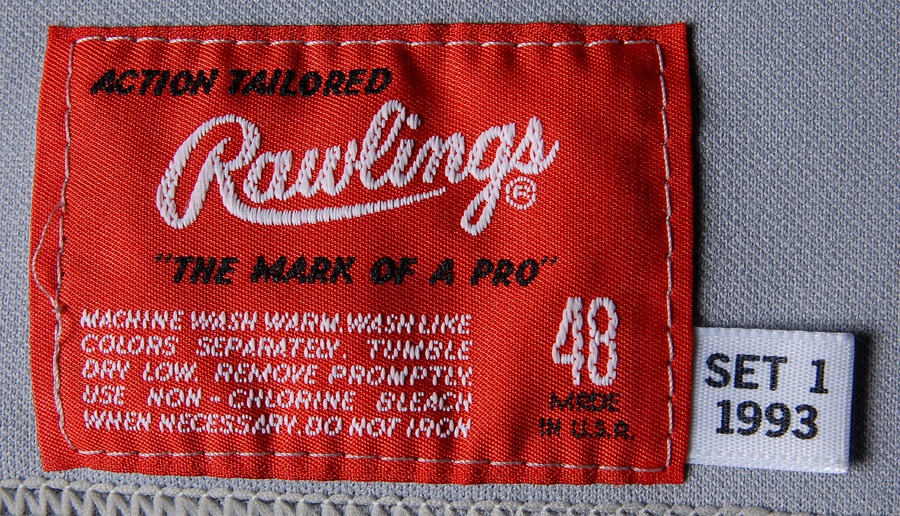 ACTION TAILORED
Rawlings ®
"THE MARK OF A PRO"
MACHINE WASH WARM. WASH LIKE
COLORS SEPARATELY. TUMBLE
DRY LOW. REMOVE PROMPTLY.
USE NON-CHLORINE BLEACH
WHEN NECESSARY. DO NOT IRON
48
MADE
IN U.S.A.
SET 1
1993